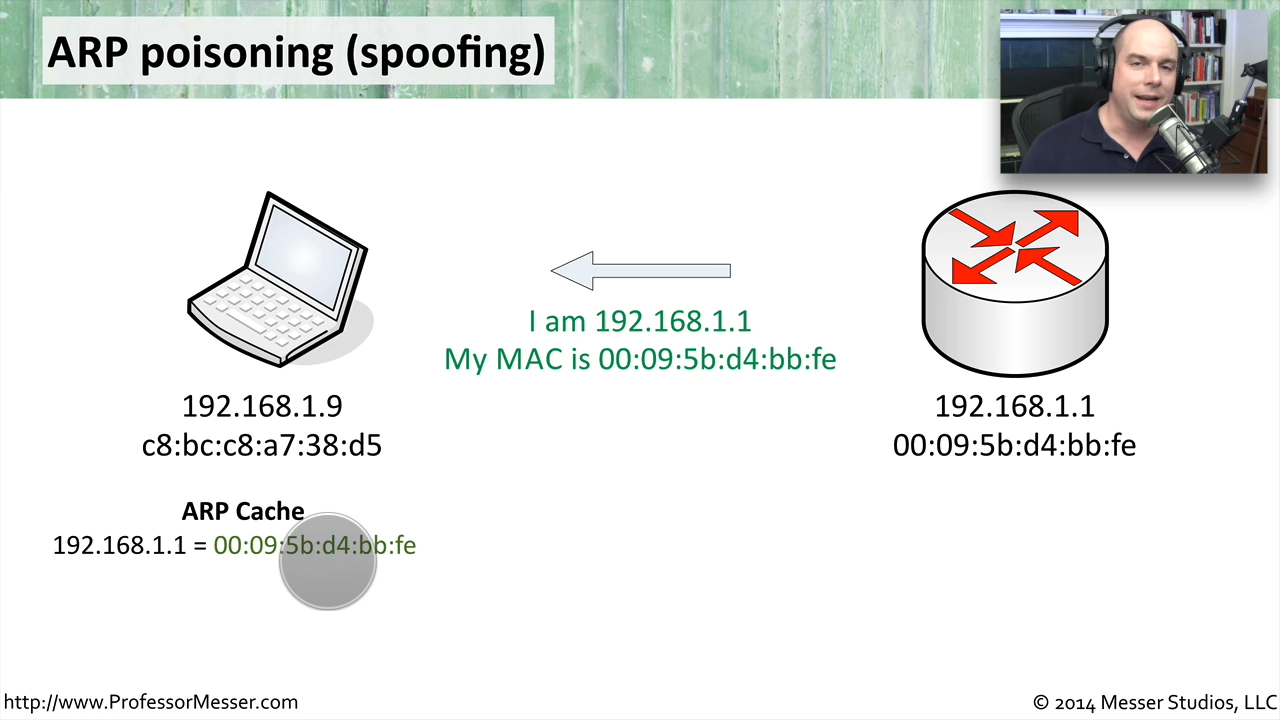 ARP poisoning (spoofing)
I am 192.168.1.1
My MAC is 00:09:5b:d4:bb:fe
192.168.1.9
c8:bc:c8:a7:38:d5
192.168.1.1
00:09:5b:d4:bb:fe
ARP Cache
192.168.1.1 = 00:09:5b:d4:bb:fe
http://www.ProfessorMesser.com
© 2014 Messer Studios, LLC